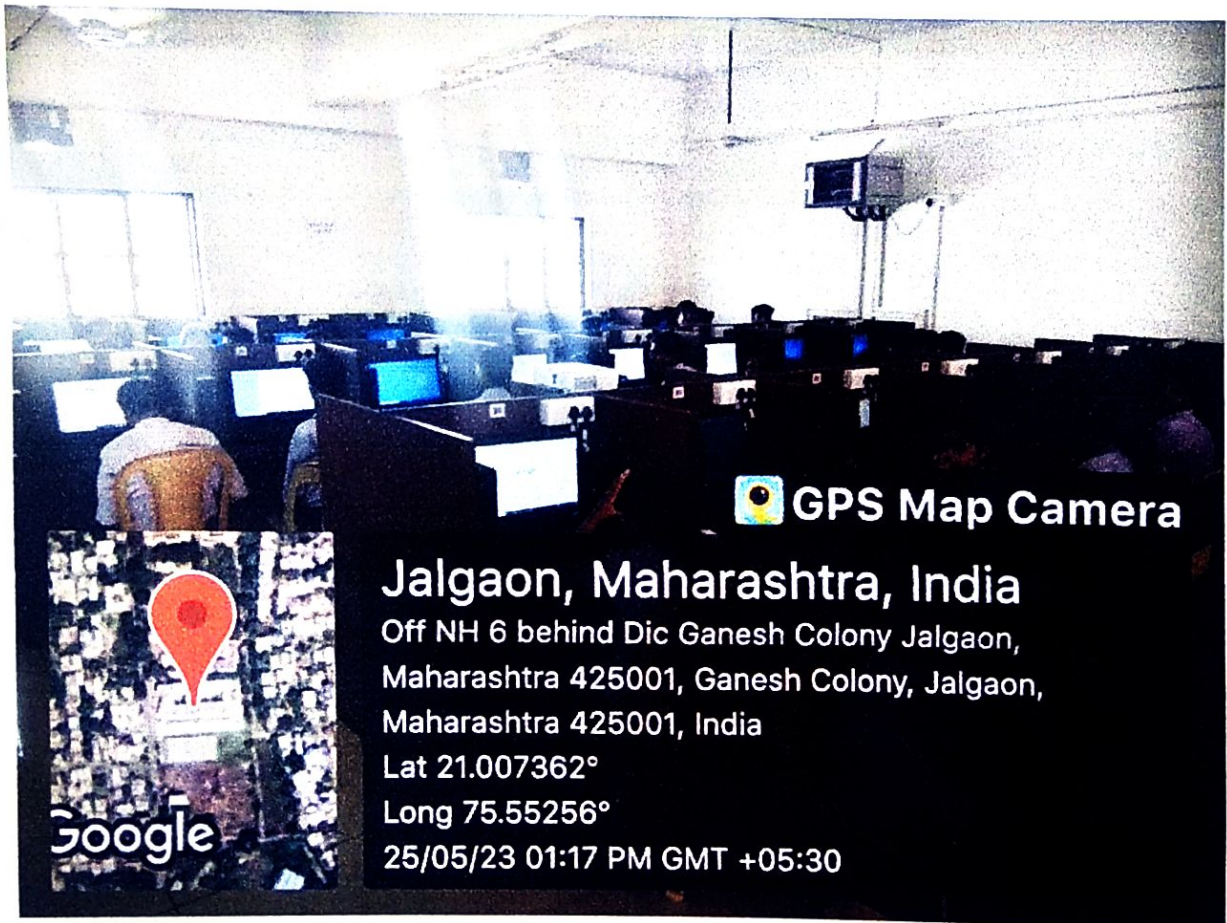 GPS Map Camera
Jalgaon, Maharashtra, India
Off NH 6 behind Dic Ganesh Colony Jalgaon,
Maharashtra 425001, Ganesh Colony, Jalgaon,
Maharashtra 425001, India
Lat 21.007362°
Long 75.55256°
25/05/23 01:17 PM GMT +05:30
Google